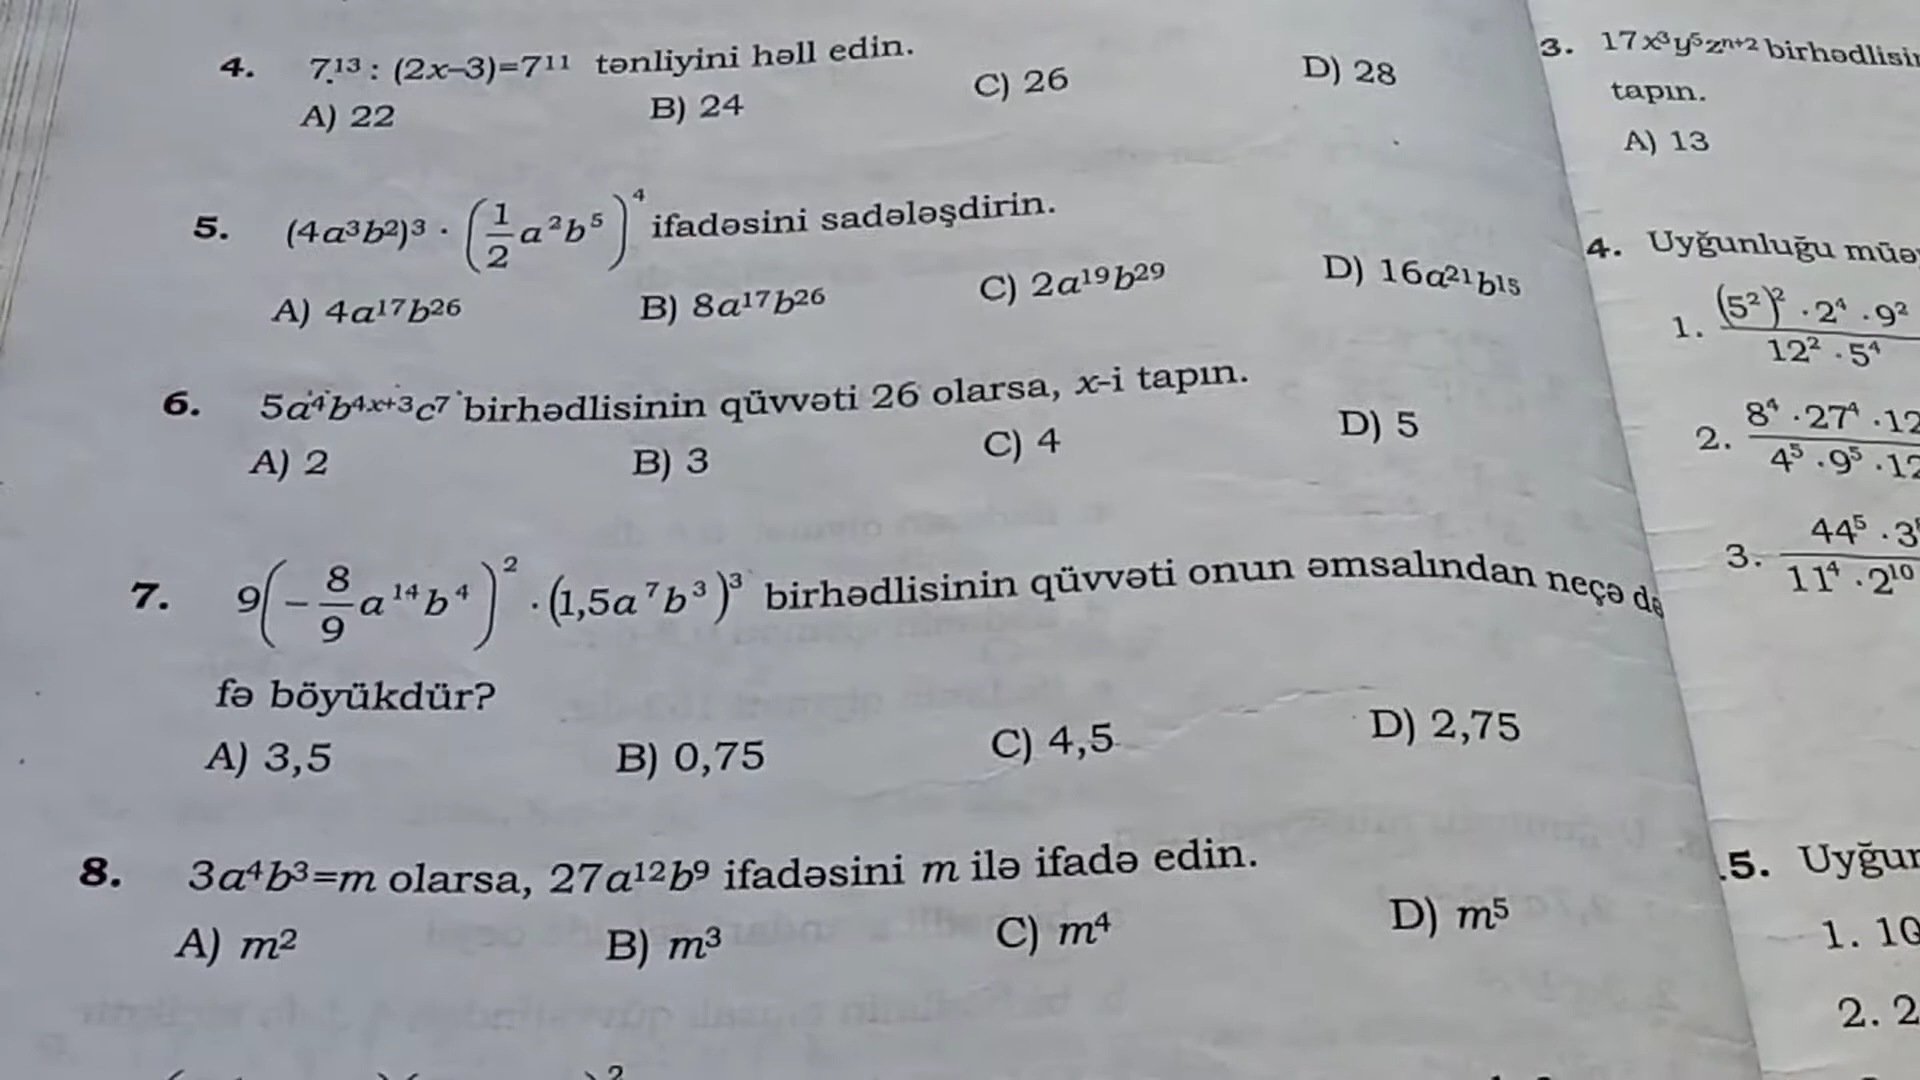 4. 7¹³ : (2x–3)=7¹¹ tənliyini həll edin.
A) 22 B) 24 C) 26 D) 28
5. (4a³b²)³ · (1/2 a²b⁵)⁴ ifadəsini sadələşdirin.
A) 4a¹⁷b²⁶ B) 8a¹⁷b²⁶ C) 2a¹⁹b²⁹ D) 16a²¹b¹⁵
6. 5a⁴b⁴ˣ⁺³c⁷ birhədlisinin qüvvəti 26 olarsa, x-i tapın.
A) 2 B) 3 C) 4 D) 5
7. 9(–8/9 a¹⁴b⁴)² · (1,5a⁷b³)³ birhədlisinin qüvvəti onun əmsalından neçə də
fə böyükdür?
A) 3,5 B) 0,75 C) 4,5 D) 2,75
8. 3a⁴b³=m olarsa, 27a¹²b⁹ ifadəsini m ilə ifadə edin.
A) m² B) m³ C) m⁴ D) m⁵
3. 17x³y⁵zⁿ⁺² birhədlisi
tapın.
A) 13
4. Uyğunluğu müə
1. (5²)² · 2⁴ · 9²
12² · 5⁴
2. 8⁴ · 27⁴ · 12
4⁵ · 9⁵ · 12
3. 44⁵ · 3
11⁴ · 2¹⁰
5. Uyğu
1. 10
2. 2